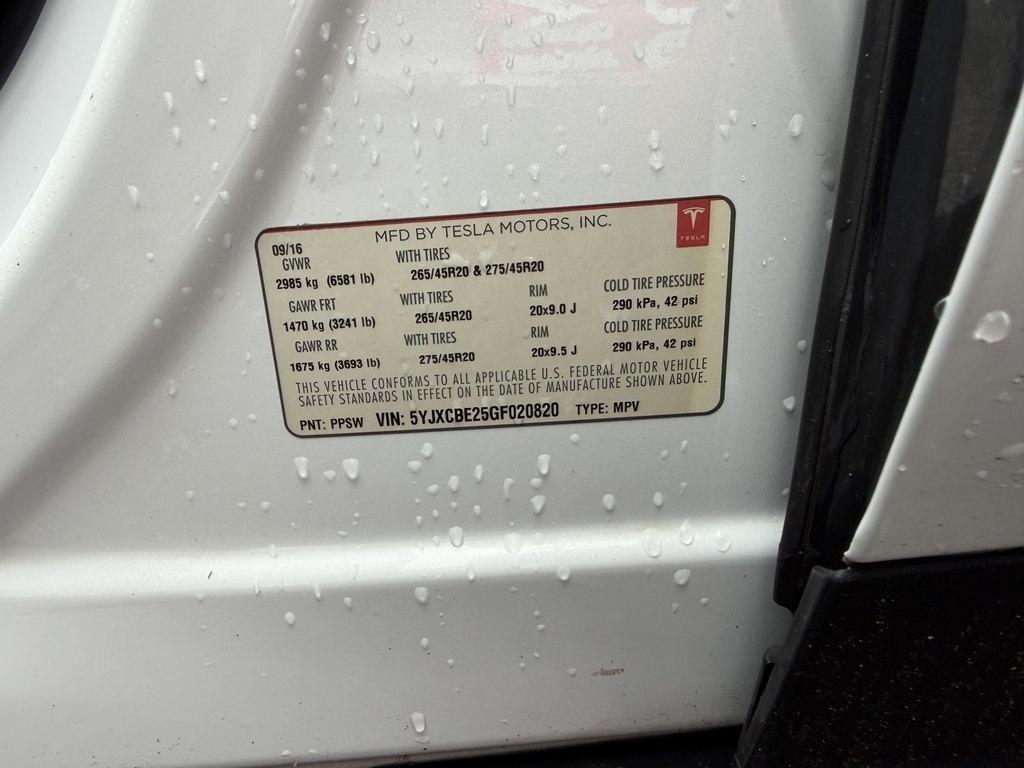 MFD BY TESLA MOTORS, INC.
TESLA
09/16
GVWR WITH TIRES
2985 kg (6581 lb) 265/45R20 & 275/45R20
GAWR FRT WITH TIRES RIM COLD TIRE PRESSURE
1470 kg (3241 lb) 265/45R20 20x9.0 J 290 kPa, 42 psi
GAWR RR WITH TIRES RIM COLD TIRE PRESSURE
1675 kg (3693 lb) 275/45R20 20x9.5 J 290 kPa, 42 psi
THIS VEHICLE CONFORMS TO ALL APPLICABLE U.S. FEDERAL MOTOR VEHICLE
SAFETY STANDARDS IN EFFECT ON THE DATE OF MANUFACTURE SHOWN ABOVE.
PNT: PPSW VIN: 5YJXCBE25GF020820 TYPE: MPV